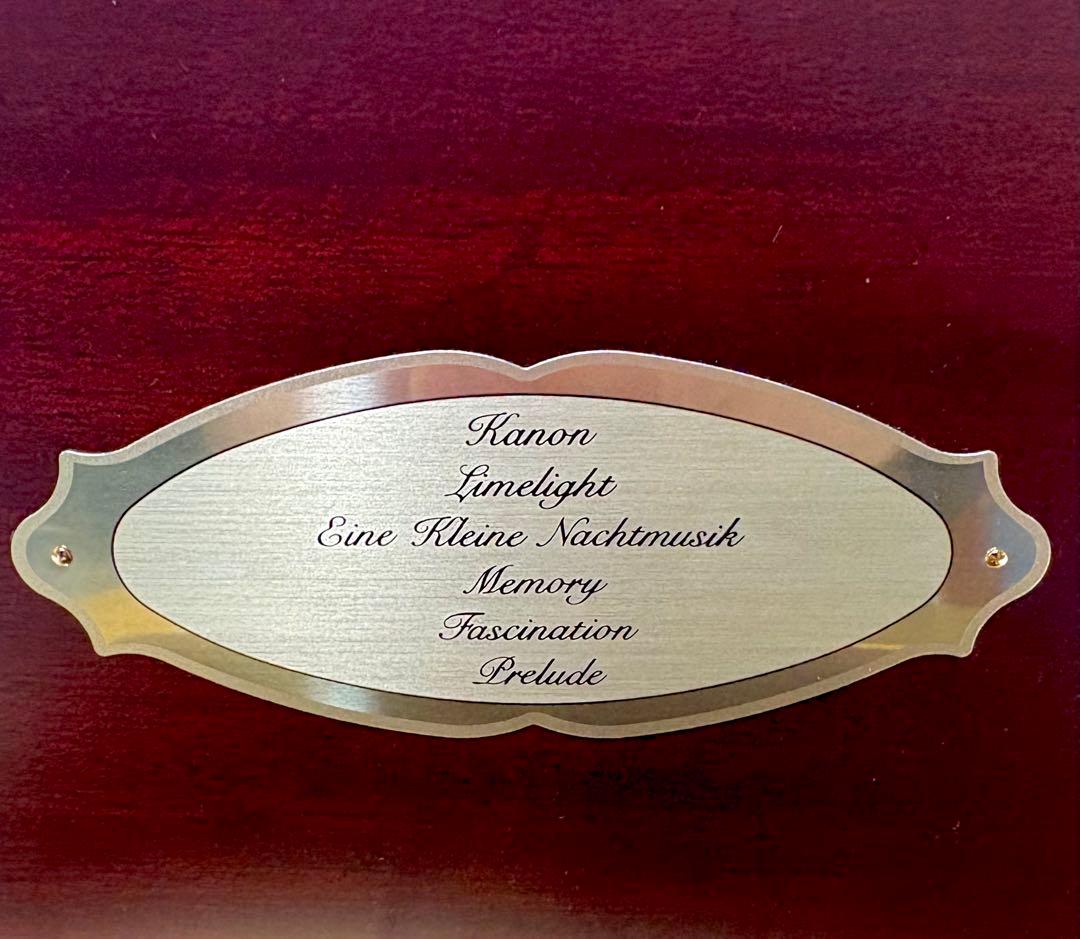 Kanon
Limelight
Eine Kleine Nachtmusik
Memory
Fascination
Prelude